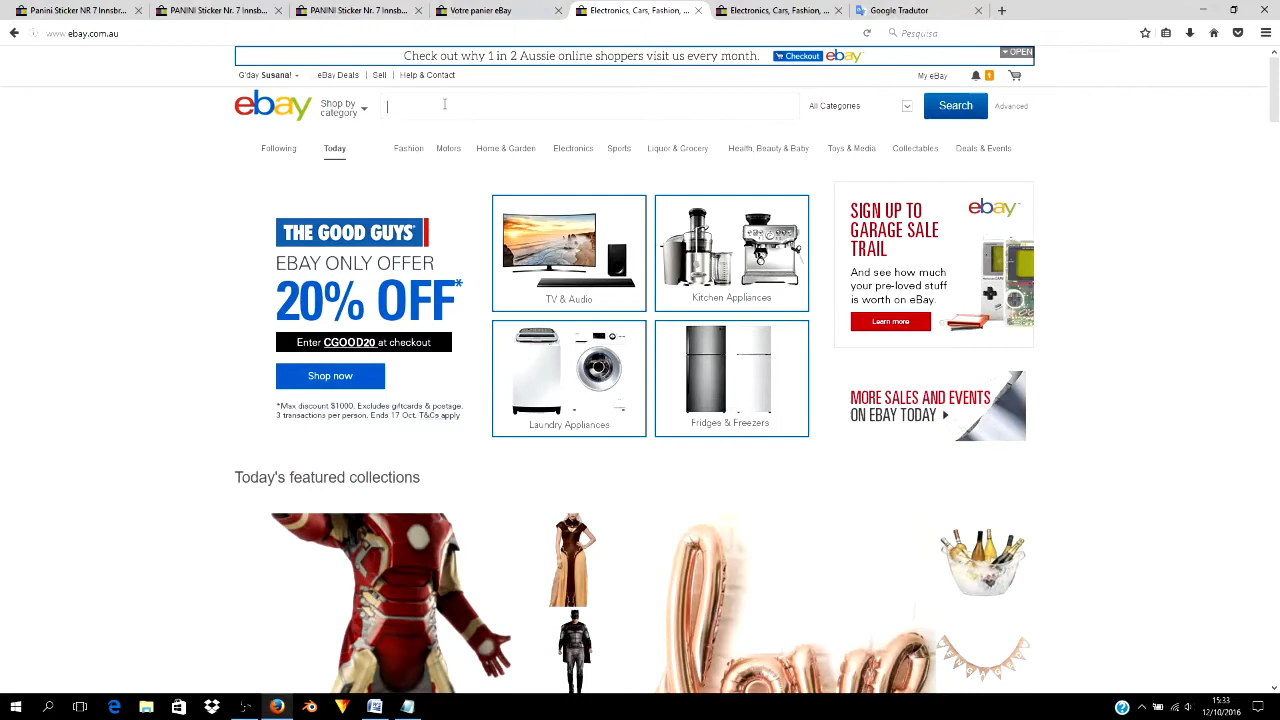 Panini Sticker NR 7 Innsb...
PANINI Sticker Nr. 7 Innsb...
PANINI Sticker Nr. 7 Innsb...
Votre panier eBay
Electronics, Cars, Fashion, ...
Electronics, Cars, Fashion, ...
Google Tradutor
www.ebay.com.au
Pesquisa
Check out why 1 in 2 Aussie online shoppers visit us every month.
Checkout
ebay
OPEN
G'day Susana!
eBay Deals
Sell
Help & Contact
My eBay
ebay
Shop by
category
All Categories
Search
Advanced
Following
Today
Fashion
Motors
Home & Garden
Electronics
Sports
Liquor & Grocery
Health, Beauty & Baby
Toys & Media
Collectables
Deals & Events
THE GOOD GUYS
EBAY ONLY OFFER
20% OFF*
Enter CGOOD20 at checkout
Shop now
*Max discount $1000. Excludes giftcards & postage.
3 transactions per person. Ends 17 Oct. T&Cs apply
TV & Audio
Kitchen Appliances
Laundry Appliances
Fridges & Freezers
SIGN UP TO
GARAGE SALE
TRAIL
ebay
And see how much
your pre-loved stuff
is worth on eBay.
Learn more
MORE SALES AND EVENTS
ON EBAY TODAY
Today's featured collections
love
15:33
12/10/2016